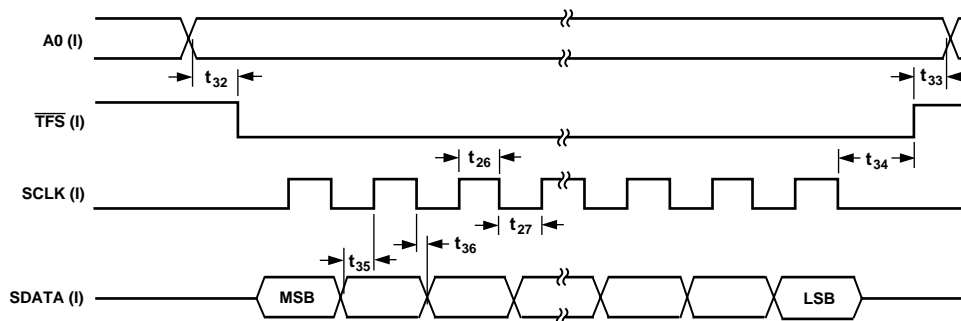 A0 (I)
t32
t33
TFS (I)
t26
t34
SCLK (I)
t27
t36
t35
SDATA (I)
MSB
LSB